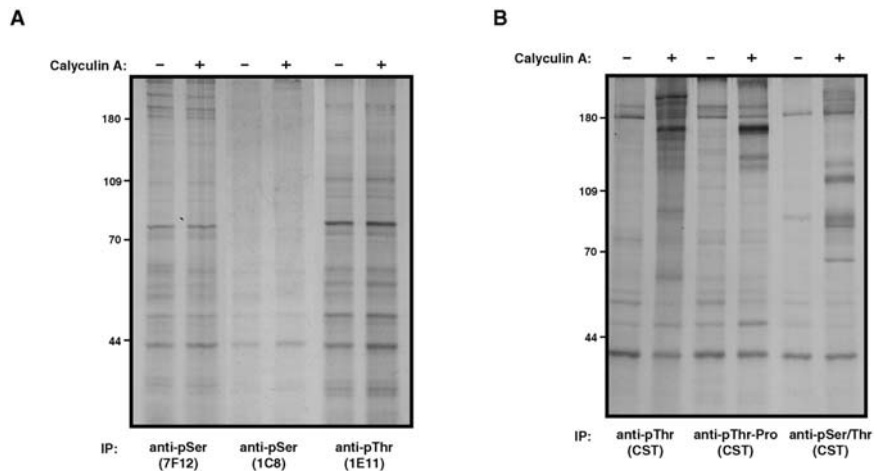 A
Calyculin A: – + – + – +
180
109
70
44
IP: anti-pSer anti-pSer anti-pThr
(7F12) (1C8) (1E11)
B
Calyculin A: – + – + – +
180
109
70
44
IP: anti-pThr anti-pThr-Pro anti-pSer/Thr
(CST) (CST) (CST)